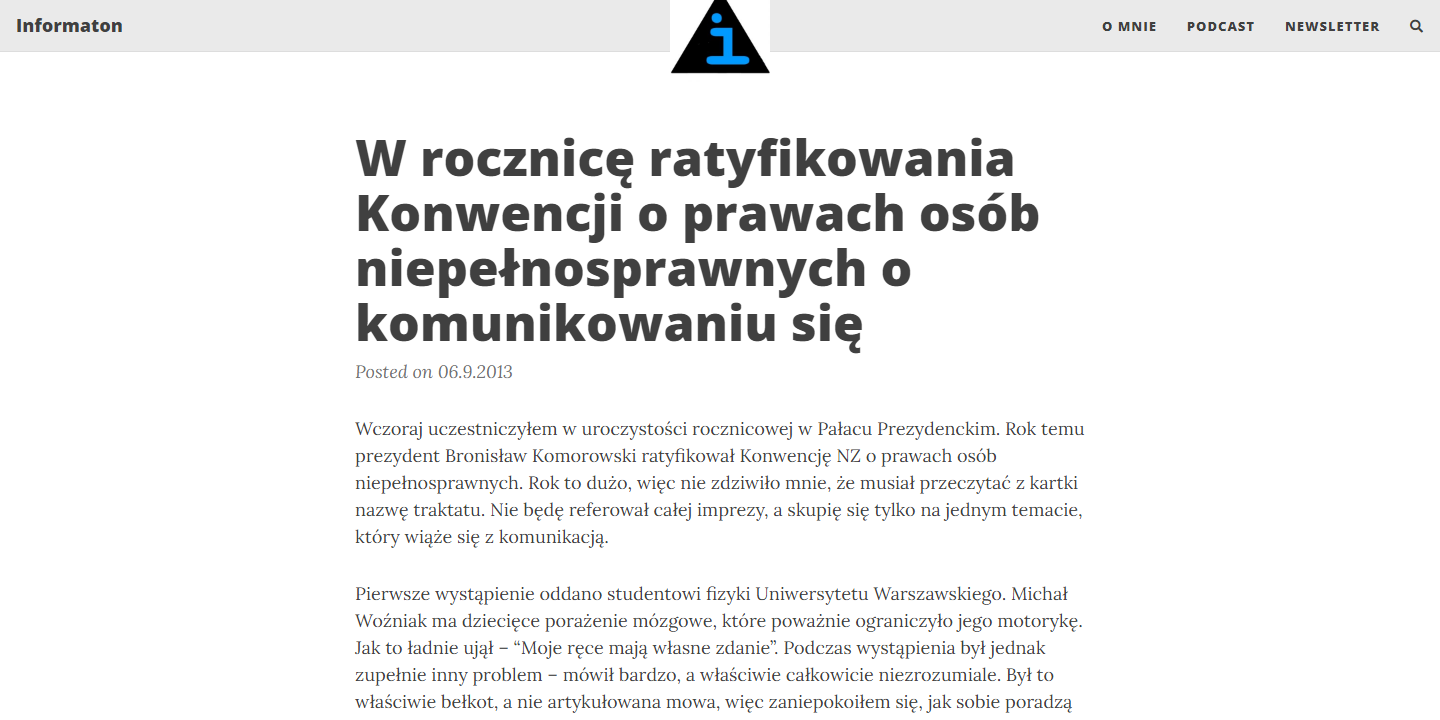 Informaton
i
O MNIE
PODCAST
NEWSLETTER
W rocznicę ratyfikowania
Konwencji o prawach osób
niepełnosprawnych o
komunikowaniu się
Posted on 06.9.2013
Wczoraj uczestniczyłem w uroczystości rocznicowej w Pałacu Prezydenckim. Rok temu
prezydent Bronisław Komorowski ratyfikował Konwencję NZ o prawach osób
niepełnosprawnych. Rok to dużo, więc nie zdziwiło mnie, że musiał przeczytać z kartki
nazwę traktatu. Nie będę referował całej imprezy, a skupię się tylko na jednym temacie,
który wiąże się z komunikacją.
Pierwsze wystąpienie oddano studentowi fizyki Uniwersytetu Warszawskiego. Michał
Woźniak ma dziecięce porażenie mózgowe, które poważnie ograniczyło jego motorykę.
Jak to ładnie ujął – “Moje ręce mają własne zdanie”. Podczas wystąpienia był jednak
zupełnie inny problem – mówił bardzo, a właściwie całkowicie niezrozumiale. Był to
właściwie bełkot, a nie artykułowana mowa, więc zaniepokoiłem się, jak sobie poradzą